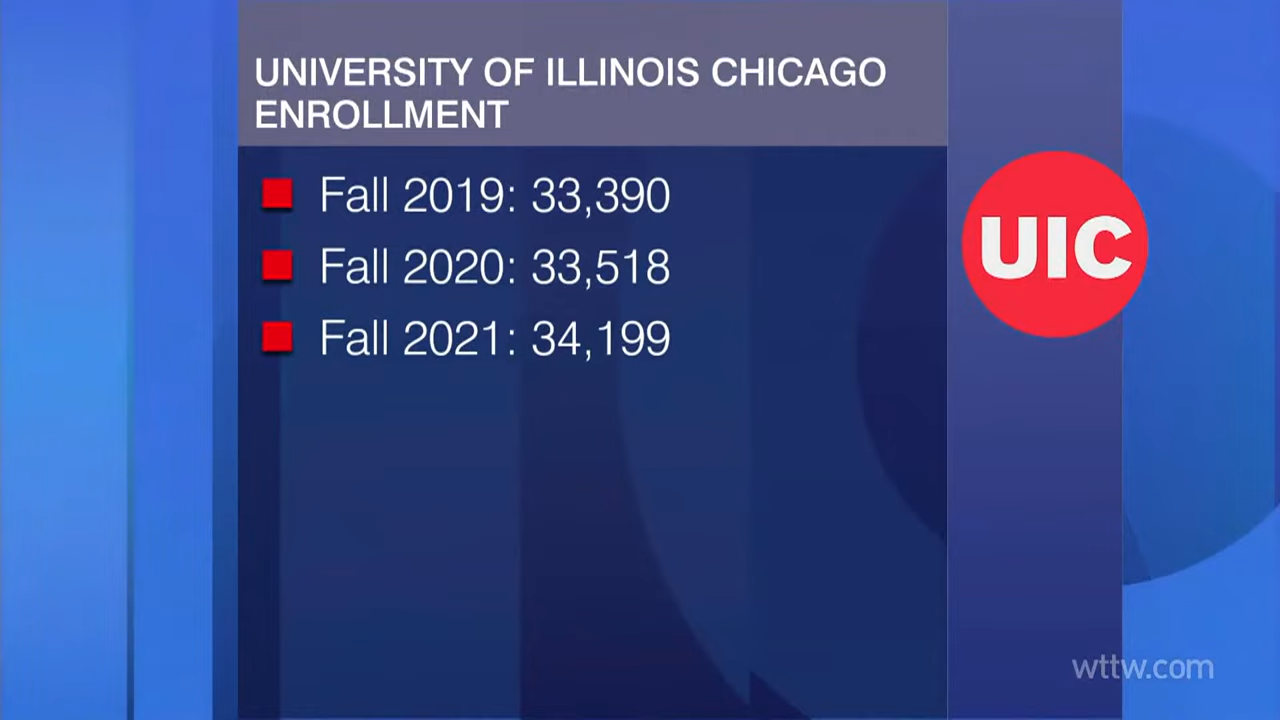 UNIVERSITY OF ILLINOIS CHICAGO
ENROLLMENT
Fall 2019: 33,390
Fall 2020: 33,518
Fall 2021: 34,199
UIC
wttw.com